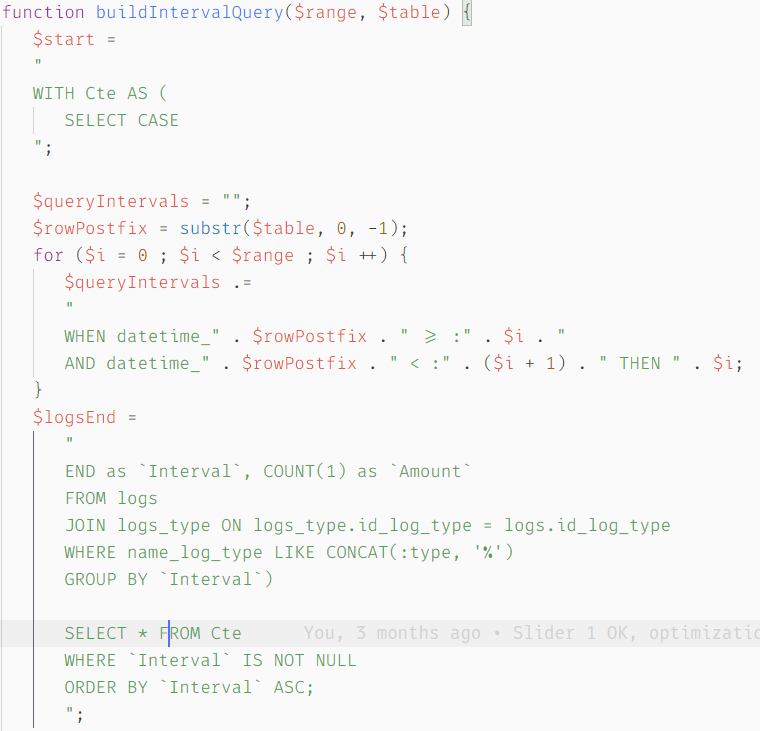 function buildIntervalQuery($range, $table) {
$start =
"
WITH Cte AS (
SELECT CASE
";
$queryIntervals = "";
$rowPostfix = substr($table, 0, -1);
for ($i = 0 ; $i < $range ; $i ++) {
$queryIntervals .=
"
WHEN datetime_" . $rowPostfix . " >= :" . $i . "
AND datetime_" . $rowPostfix . " < :" . ($i + 1) . " THEN " . $i;
}
$logsEnd =
"
END as `Interval`, COUNT(1) as `Amount`
FROM logs
JOIN logs_type ON logs_type.id_log_type = logs.id_log_type
WHERE name_log_type LIKE CONCAT(:type, '%')
GROUP BY `Interval`)
SELECT * FROM Cte You, 3 months ago • Slider 1 OK,
WHERE `Interval` IS NOT NULL
ORDER BY `Interval` ASC;
";